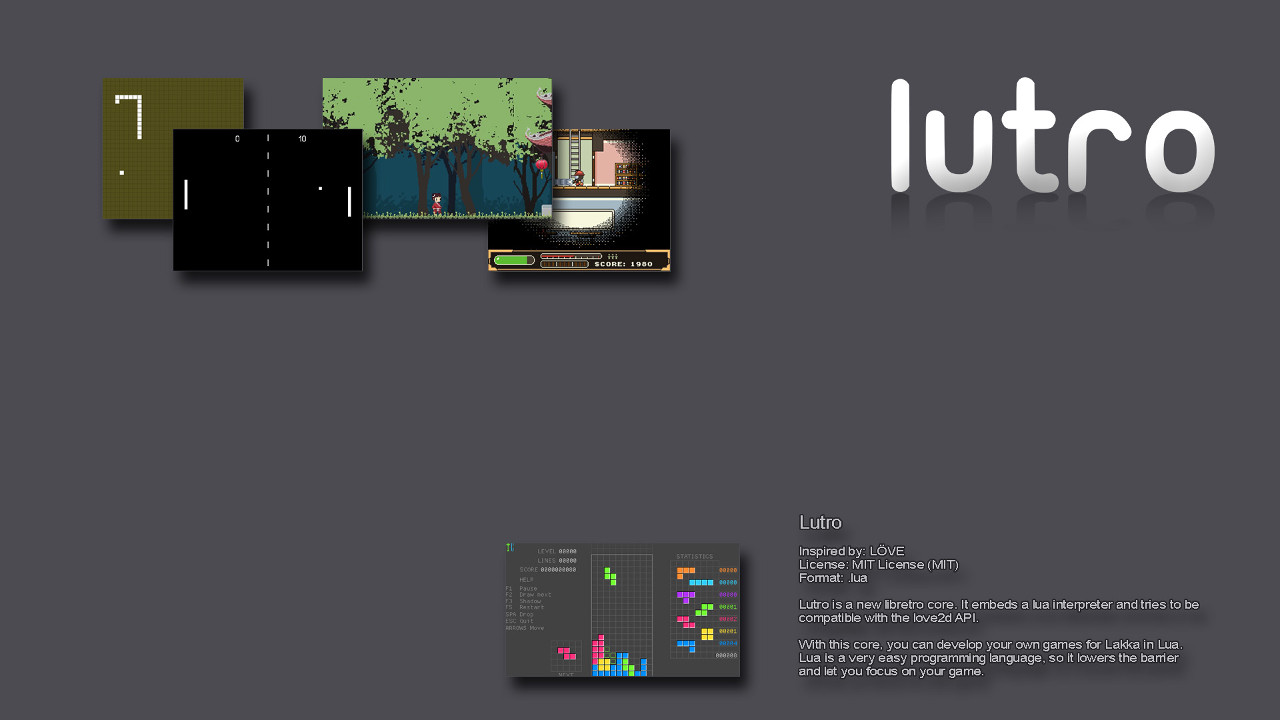 lutro
0 10
SCORE: 1980
LEVEL 00000
LINES 00000
SCORE 0000000000
HELP
F1 Pause
F2 Draw next
F3 Shadow
F5 Restart
SPA Drop
ESC Quit
ARROWS Move
NEXT
STATISTICS
00000
00000
00001
00001
Lutro
Inspired by: LÖVE
License: MIT License (MIT)
Format: .lua
Lutro is a new libretro core. It embeds a lua interpreter and tries to be
compatible with the love2d API.
With this core, you can develop your own games for Lakka in Lua.
Lua is a very easy programming language, so it lowers the barrier
and let you focus on your game.